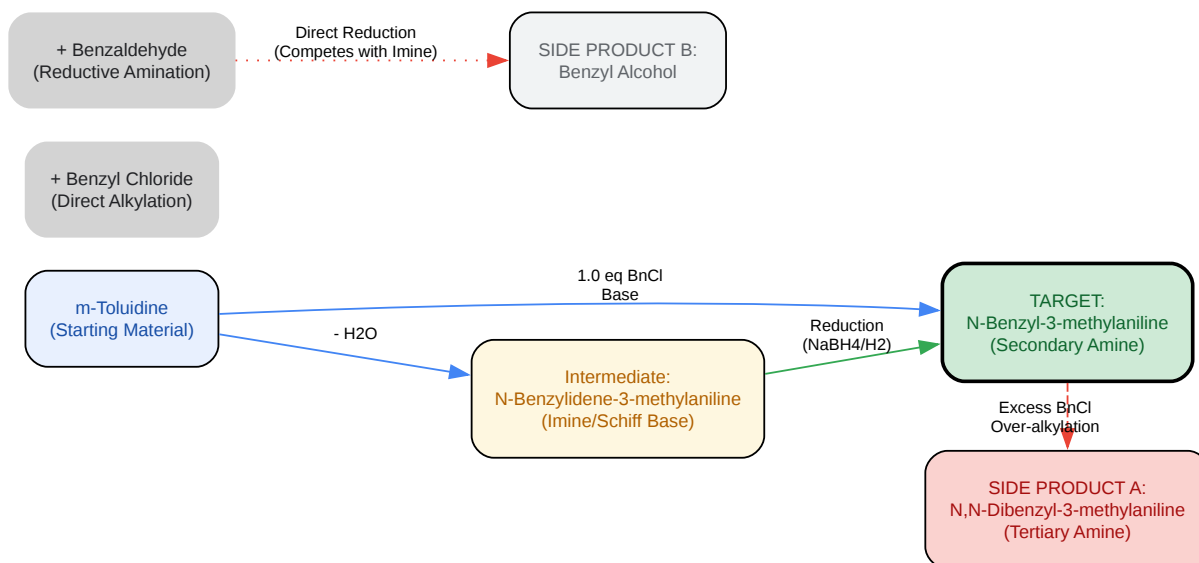 + Benzaldehyde
(Reductive Amination)
Direct Reduction
(Competes with Imine)
SIDE PRODUCT B:
Benzyl Alcohol
+ Benzyl Chloride
(Direct Alkylation)
m-Toluidine
(Starting Material)
1.0 eq BnCl
Base
- H2O
Intermediate:
N-Benzylidene-3-methylaniline
(Imine/Schiff Base)
Reduction
(NaBH4/H2)
TARGET:
N-Benzyl-3-methylaniline
(Secondary Amine)
Excess BnCl
Over-alkylation
SIDE PRODUCT A:
N,N-Dibenzyl-3-methylaniline
(Tertiary Amine)